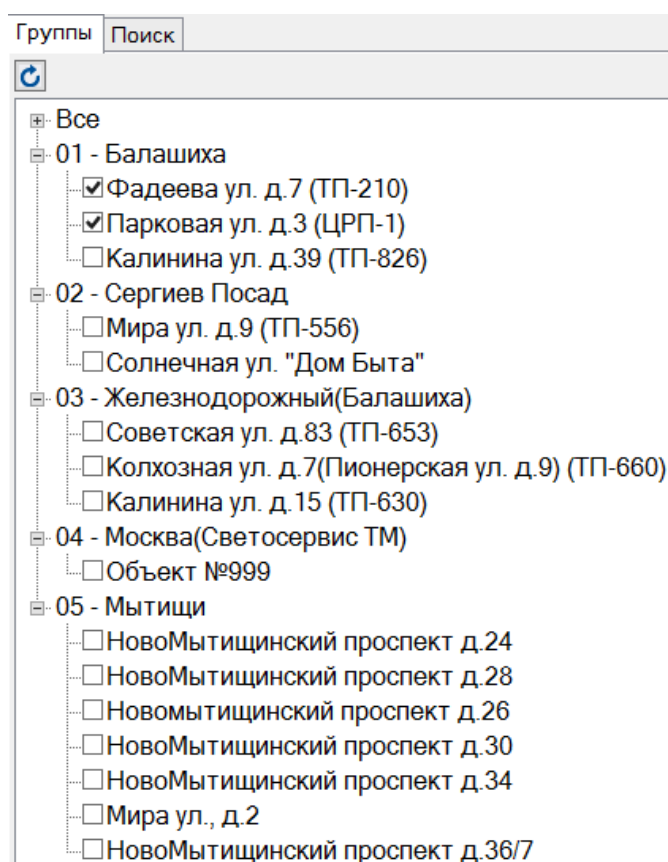 Группы Поиск
Все
01 - Балашиха
Фадеева ул. д.7 (ТП-210)
Парковая ул. д.3 (ЦРП-1)
Калинина ул. д.39 (ТП-826)
02 - Сергиев Посад
Мира ул. д.9 (ТП-556)
Солнечная ул. "Дом Быта"
03 - Железнодорожный(Балашиха)
Советская ул. д.83 (ТП-653)
Колхозная ул. д.7(Пионерская ул. д.9) (ТП-660)
Калинина ул. д.15 (ТП-630)
04 - Москва(Светосервис ТМ)
Объект №999
05 - Мытищи
НовоМытищинский проспект д.24
НовоМытищинский проспект д.28
Новомытищинский проспект д.26
НовоМытищинский проспект д.30
НовоМытищинский проспект д.34
Мира ул., д.2
НовоМытищинский проспект д.36/7